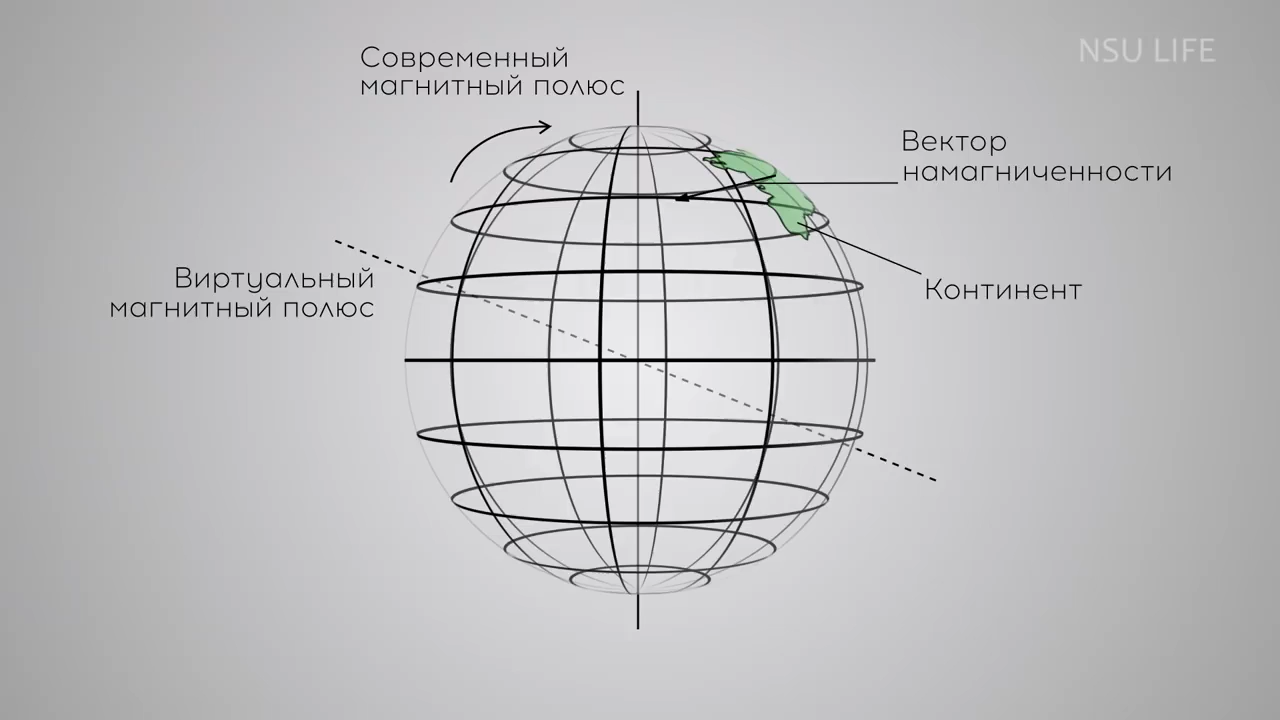 Современный
магнитный полюс
NSU LIFE
Вектор
намагниченности
Виртуальный
магнитный полюс
Континент